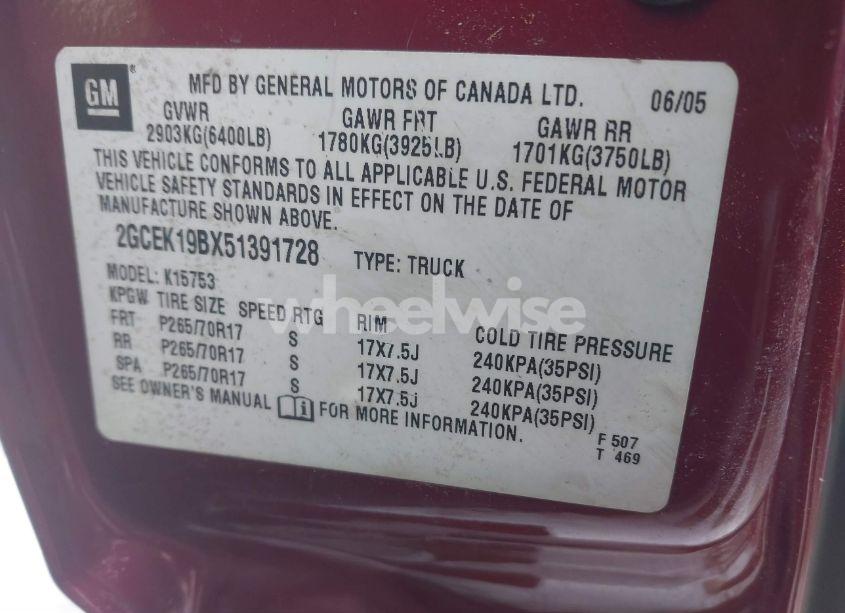 GM
MFD BY GENERAL MOTORS OF CANADA LTD. 06/05
GVWR GAWR FRT GAWR RR
2903KG(6400LB) 1780KG(3925LB) 1701KG(3750LB)
THIS VEHICLE CONFORMS TO ALL APPLICABLE U.S. FEDERAL MOTOR
VEHICLE SAFETY STANDARDS IN EFFECT ON THE DATE OF
MANUFACTURE SHOWN ABOVE.
2GCEK19BX51391728 TYPE: TRUCK
MODEL: K15753
KPGW TIRE SIZE SPEED RTG RIM COLD TIRE PRESSURE
FRT P265/70R17 S 17X7.5J 240KPA(35PSI)
RR P265/70R17 S 17X7.5J 240KPA(35PSI)
SPA P265/70R17 S 17X7.5J 240KPA(35PSI)
SEE OWNER'S MANUAL FOR MORE INFORMATION.
F 507
T 469
wheelwise